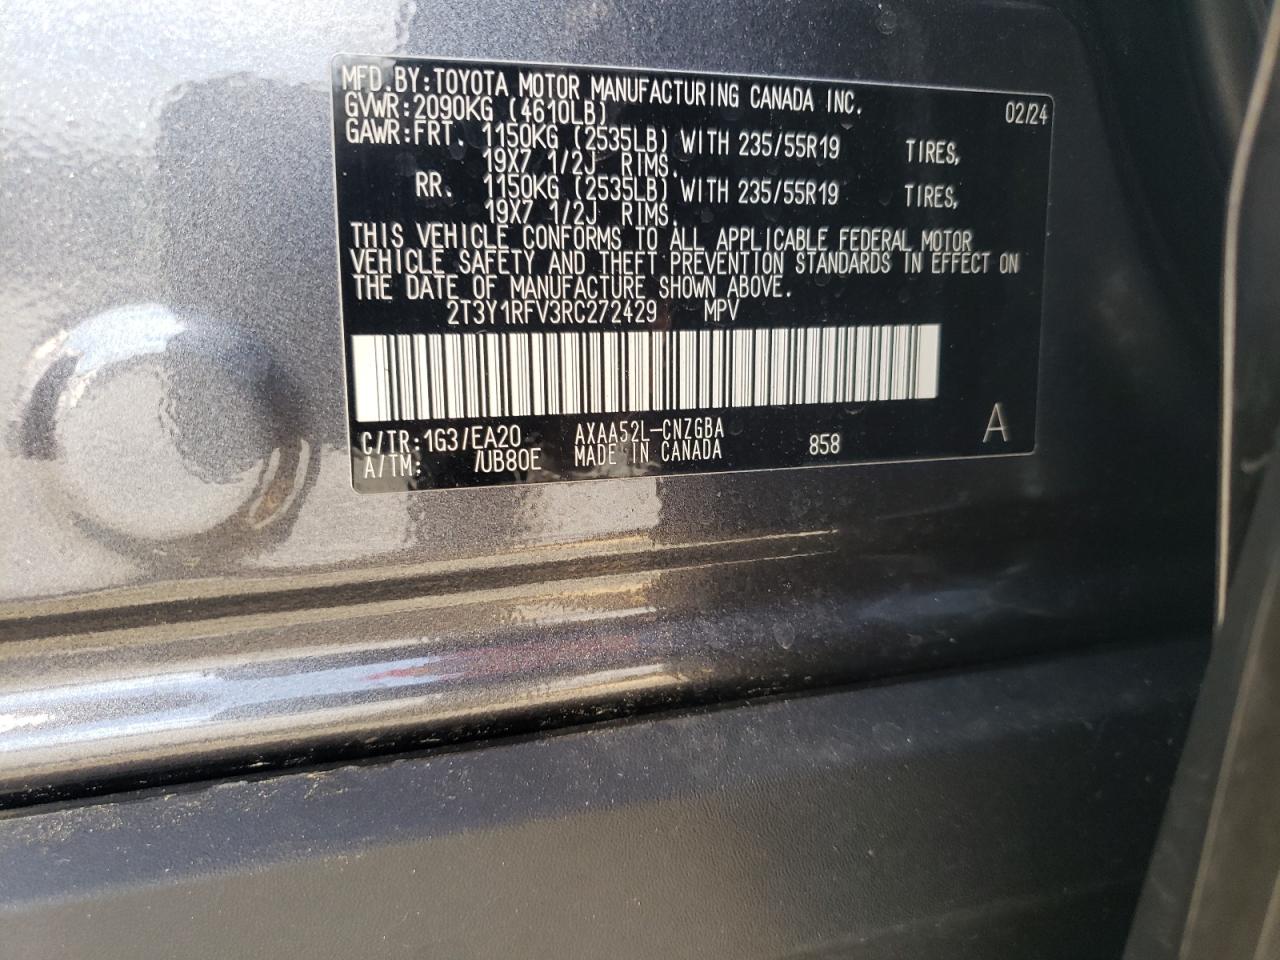 MFD.BY:TOYOTA MOTOR MANUFACTURING CANADA INC. 02/24
GVWR:2090KG (4610LB)
GAWR:FRT. 1150KG (2535LB) WITH 235/55R19 TIRES,
19X7 1/2J RIMS.
RR. 1150KG (2535LB) WITH 235/55R19 TIRES,
19X7 1/2J RIMS.
THIS VEHICLE CONFORMS TO ALL APPLICABLE FEDERAL MOTOR
VEHICLE SAFETY AND THEFT PREVENTION STANDARDS IN EFFECT ON
THE DATE OF MANUFACTURE SHOWN ABOVE.
2T3Y1RFV3RC272429 MPV
C/TR:1G3/EA20 AXAA52L-CNZGBA 858 A
A/TM: /UB80E MADE IN CANADA